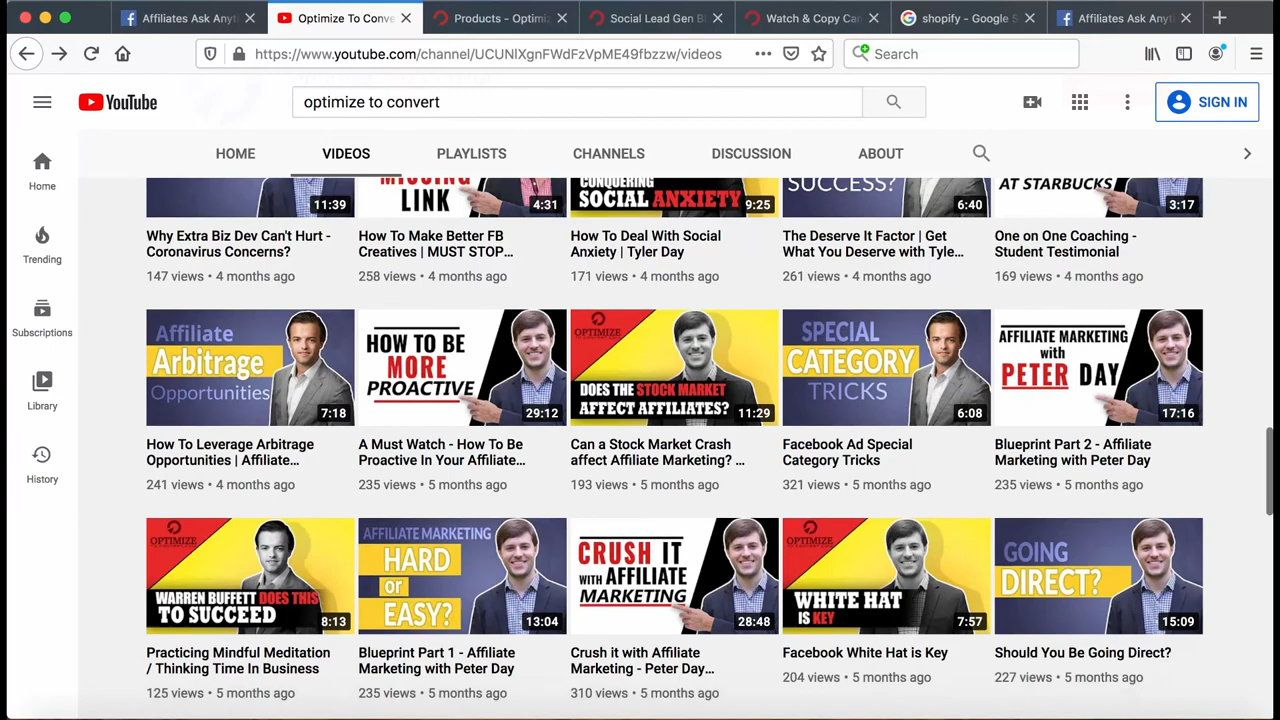 Affiliates Ask Anyt
Optimize To Conve
Products - Optimiz
Social Lead Gen B
Watch & Copy Car
shopify - Google S
Affiliates Ask Anyt
https://www.youtube.com/channel/UCUNIXgnFWdFzVpME49fbzzw/videos
Search
YouTube
optimize to convert
SIGN IN
HOME
VIDEOS
PLAYLISTS
CHANNELS
DISCUSSION
ABOUT
Home
Trending
Subscriptions
Library
History
11:39
Why Extra Biz Dev Can't Hurt -
Coronavirus Concerns?
147 views • 4 months ago
MISSING
LINK
4:31
How To Make Better FB
Creatives | MUST STOP...
258 views • 4 months ago
CONQUERING
SOCIAL ANXIETY
9:25
How To Deal With Social
Anxiety | Tyler Day
171 views • 4 months ago
SUCCESS?
6:40
The Deserve It Factor | Get
What You Deserve with Tyle...
261 views • 4 months ago
AT STARBUCKS
3:17
One on One Coaching -
Student Testimonial
169 views • 4 months ago
Affiliate
Arbitrage
Opportunities
7:18
How To Leverage Arbitrage
Opportunities | Affiliate...
241 views • 4 months ago
HOW TO BE
MORE
PROACTIVE
29:12
A Must Watch - How To Be
Proactive In Your Affiliate...
235 views • 5 months ago
OPTIMIZE
DOES THE STOCK MARKET
AFFECT AFFILIATES?
11:29
Can a Stock Market Crash
affect Affiliate Marketing? ...
193 views • 5 months ago
SPECIAL
CATEGORY
TRICKS
6:08
Facebook Ad Special
Category Tricks
321 views • 5 months ago
AFFILIATE MARKETING
with
PETER DAY
17:16
Blueprint Part 2 - Affiliate
Marketing with Peter Day
235 views • 5 months ago
OPTIMIZE
WARREN BUFFETT DOES THIS
TO SUCCEED
8:13
Practicing Mindful Meditation
/ Thinking Time In Business
125 views • 5 months ago
AFFILIATE MARKETING
HARD
or
EASY?
13:04
Blueprint Part 1 - Affiliate
Marketing with Peter Day
235 views • 5 months ago
CRUSH IT
WITH AFFILIATE
MARKETING
28:48
Crush it with Affiliate
Marketing - Peter Day...
310 views • 5 months ago
OPTIMIZE
WHITE HAT
IS KEY
7:57
Facebook White Hat is Key
204 views • 5 months ago
GOING
DIRECT?
15:09
Should You Be Going Direct?
227 views • 5 months ago